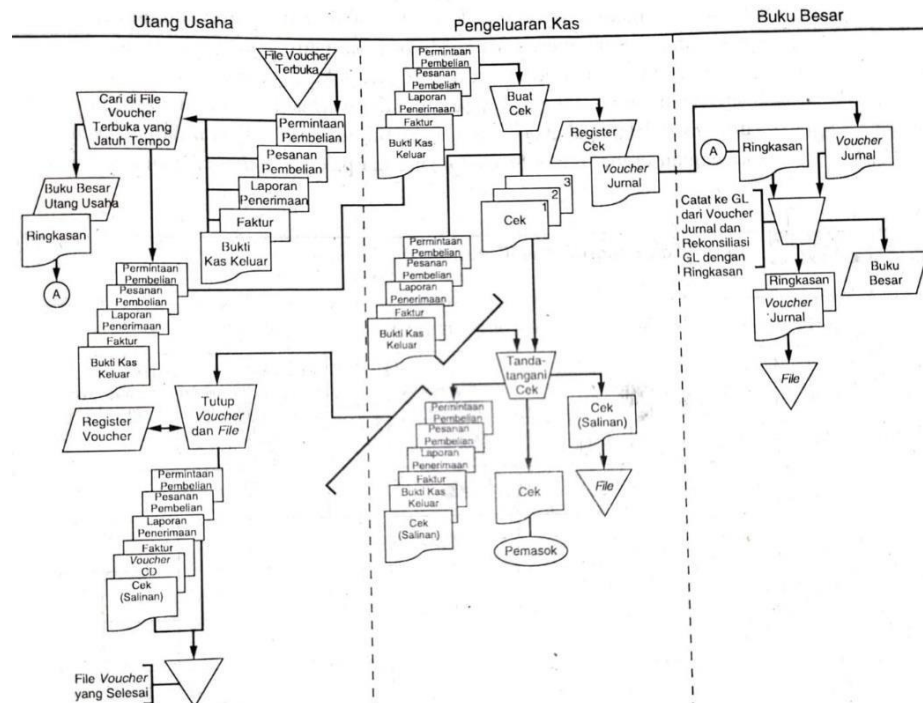 Utang Usaha
Pengeluaran Kas
Buku Besar
File Voucher
Terbuka
Cari di File
Voucher
Terbuka yang
Jatuh Tempo
Permintaan
Pembelian
Pesanan
Pembelian
Laporan
Penerimaan
Faktur
Bukti
Kas Keluar
Buku Besar
Utang Usaha
Ringkasan
A
Permintaan
Pembelian
Pesanan
Pembelian
Laporan
Penerimaan
Faktur
Bukti Kas
Keluar
Register
Voucher
Tutup
Voucher
dan File
Permintaan
Pembelian
Pesanan
Pembelian
Laporan
Penerimaan
Faktur
Voucher
CD
Cek
(Salinan)
File Voucher
yang Selesai
Permintaan
Pembelian
Pesanan
Pembelian
Laporan
Penerimaan
Faktur
Bukti Kas
Keluar
Buat
Cek
Register
Cek
Voucher
Jurnal
3
2
1
Cek
Permintaan
Pembelian
Pesanan
Pembelian
Laporan
Penerimaan
Faktur
Bukti Kas
Keluar
Tanda-
tangani
Cek
Permintaan
Pembelian
Pesanan
Pembelian
Laporan
Penerimaan
Faktur
Bukti Kas
Keluar
Cek
(Salinan)
Cek
Pemasok
Cek
(Salinan)
File
A
Ringkasan
Voucher
Jurnal
Catat ke GL
dari Voucher
Jurnal dan
Rekonsiliasi
GL dengan
Ringkasan
Buku
Besar
Ringkasan
Voucher
Jurnal
File